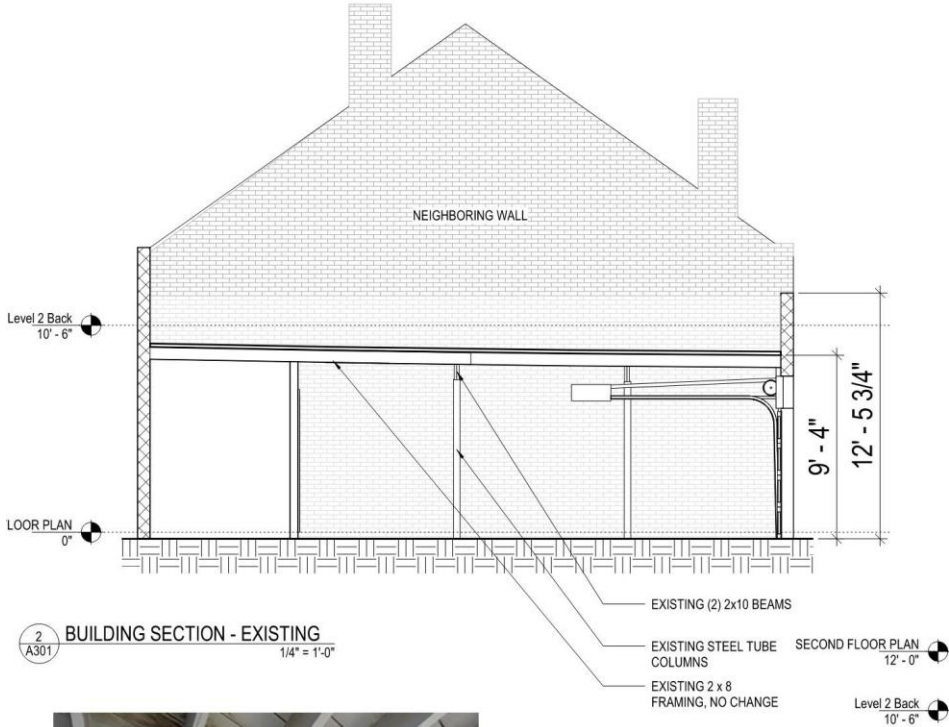 NEIGHBORING WALL
Level 2 Back
10' - 6"
9' - 4"
12' - 5 3/4"
LOOR PLAN
0"
EXISTING (2) 2x10 BEAMS
EXISTING STEEL TUBE
COLUMNS
EXISTING 2 x 8
FRAMING, NO CHANGE
2
A301
BUILDING SECTION - EXISTING
1/4" = 1'-0"
SECOND FLOOR PLAN
12' - 0"
Level 2 Back
10' - 6"